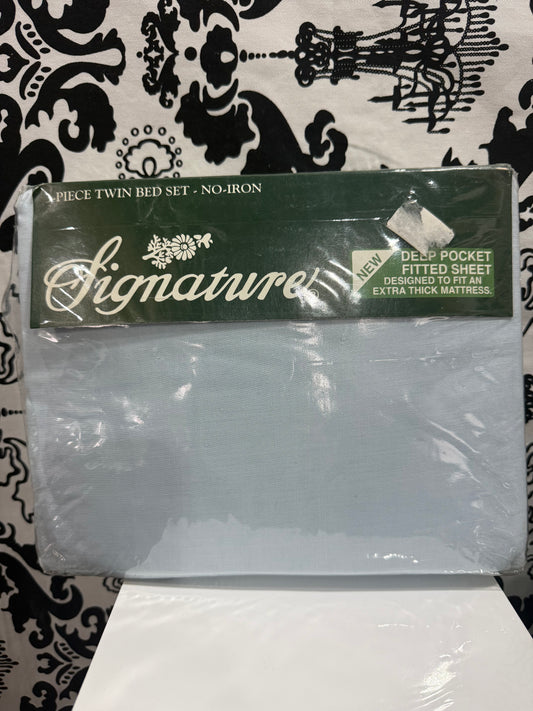 PIECE TWIN BED SET - NO-IRON
Signature
NEW
DEEP POCKET
FITTED SHEET
DESIGNED TO FIT AN
EXTRA THICK MATTRESS.